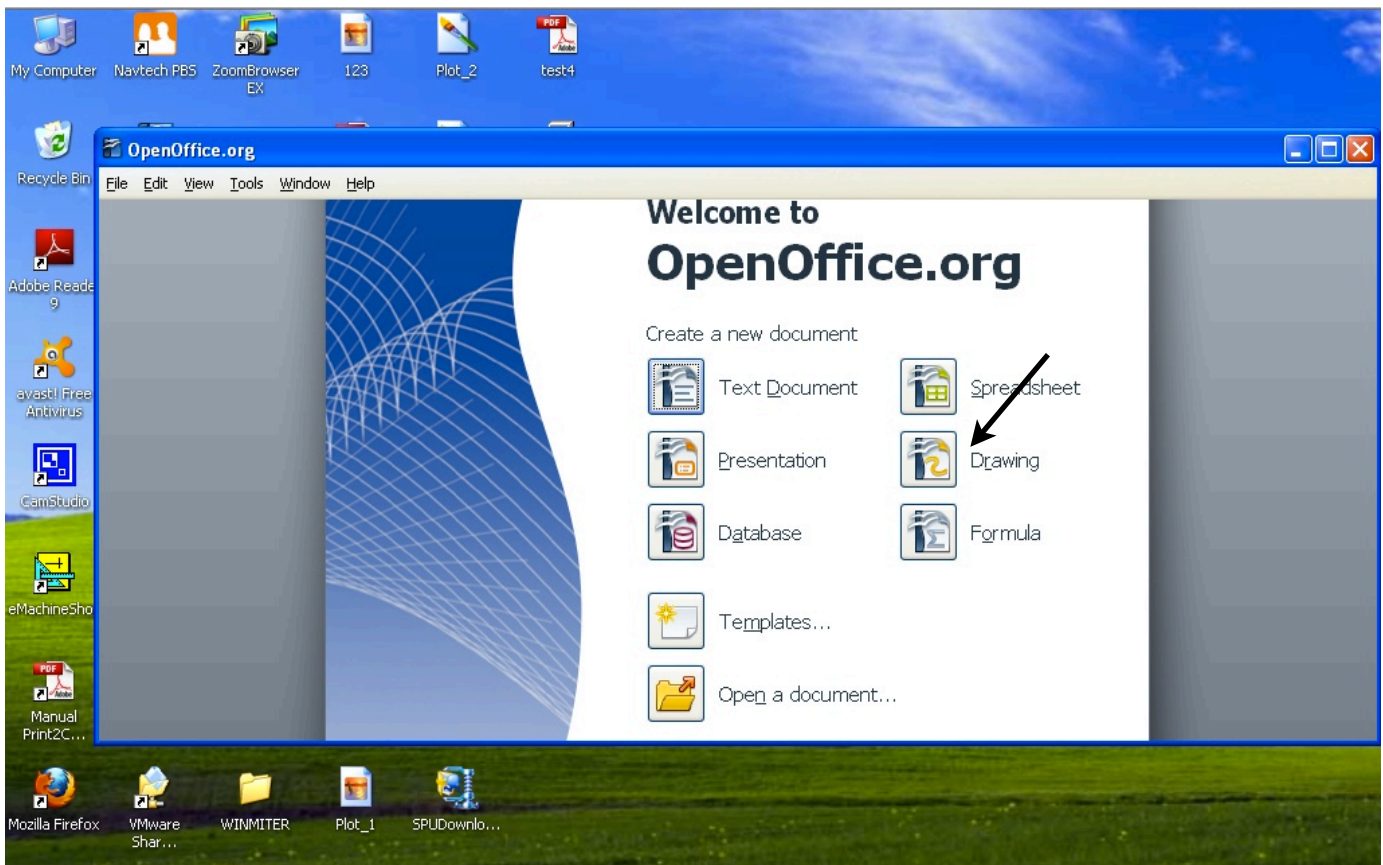 My Computer
Navtech PBS
ZoomBrowser
EX
123
Plot_2
PDF
Adobe
test4
Recycle Bin
OpenOffice.org
File Edit View Tools Window Help
Adobe Reade
9
avast! Free
Antivirus
CamStudio
eMachineSho
PDF
Adobe
Manual
Print2C...
Welcome to
OpenOffice.org
Create a new document
Text Document
Spreadsheet
Presentation
Drawing
Database
Formula
Templates...
Open a document...
Mozilla Firefox
VMware
Shar...
WINMITER
Plot_1
SPUDownlo...